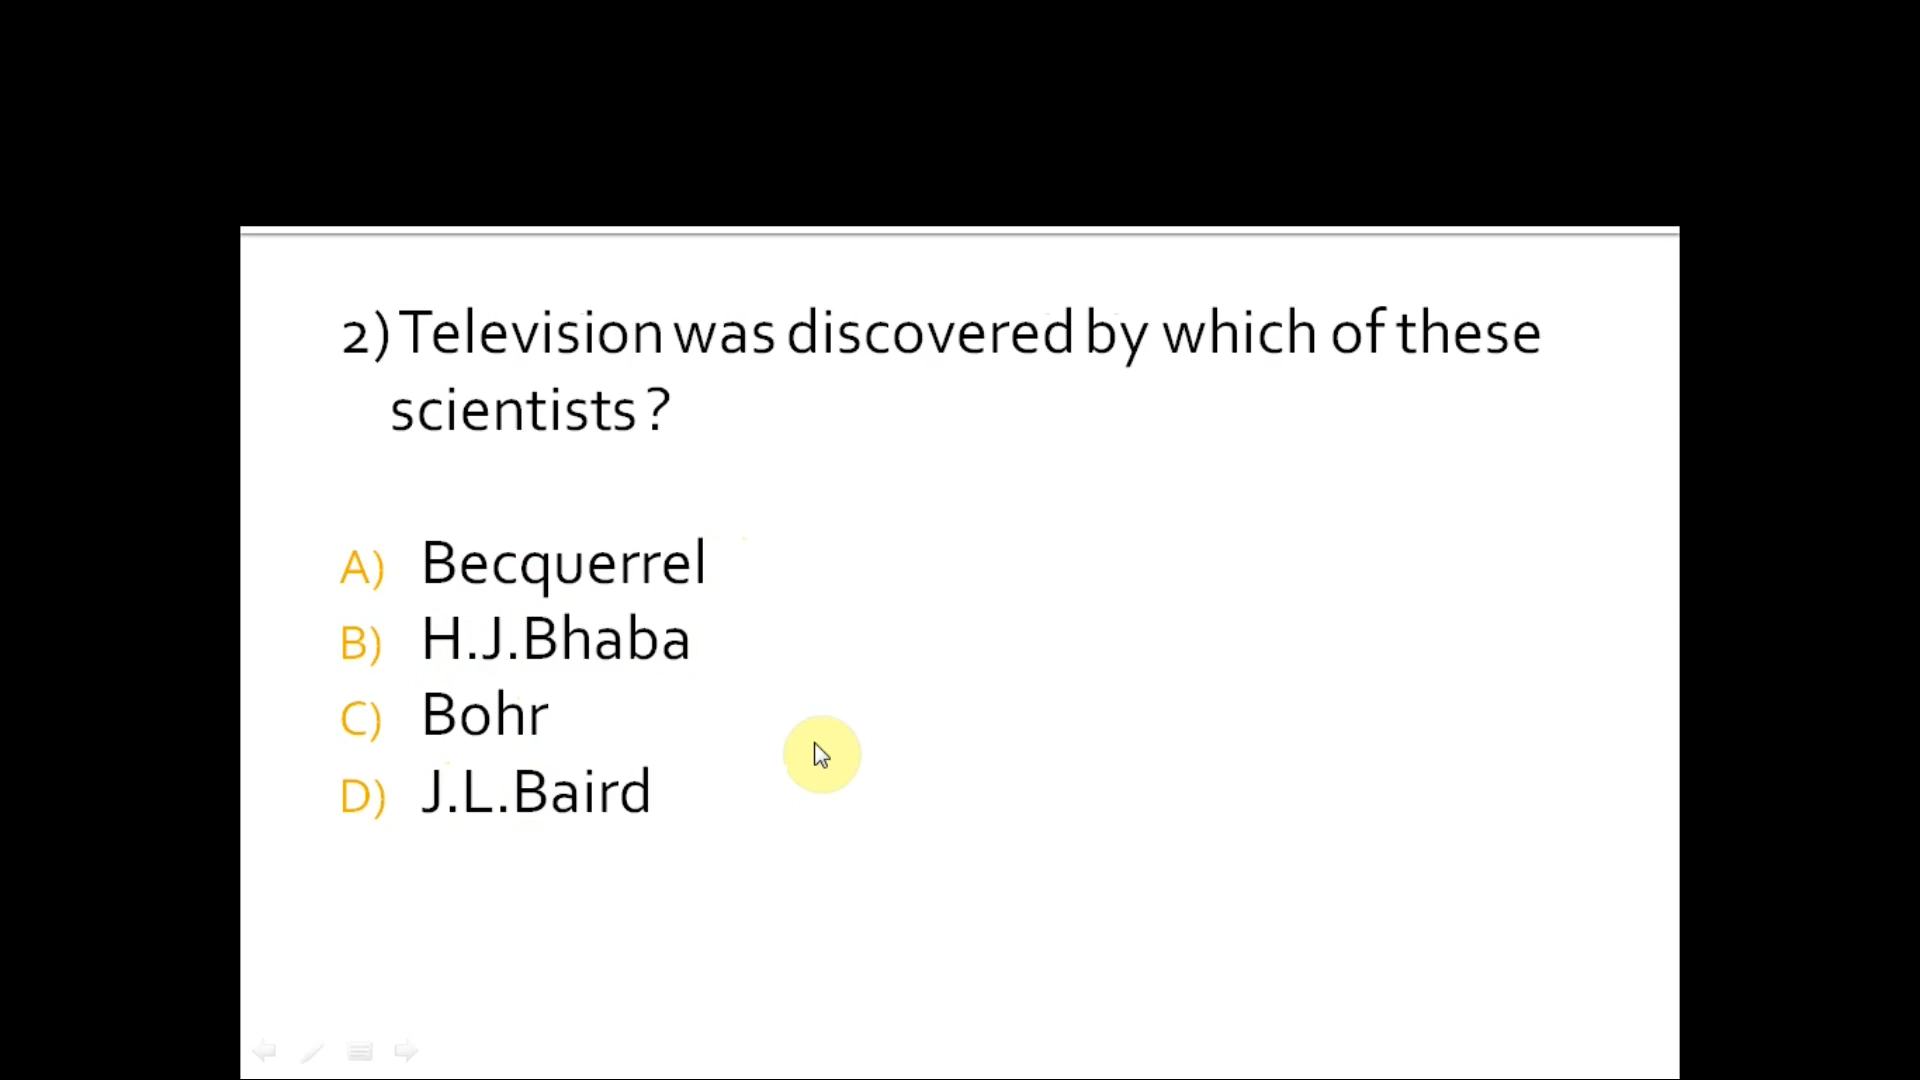 2) Television was discovered by which of these
scientists ?
A) Becquerrel
B) H.J.Bhaba
C) Bohr
D) J.L.Baird